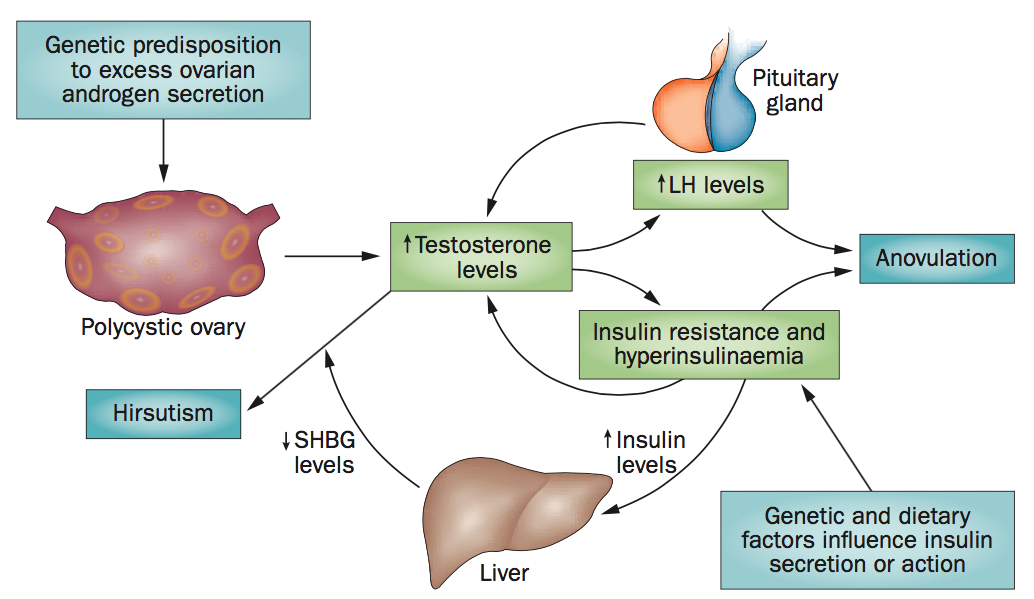 Genetic predisposition
to excess ovarian
androgen secretion
Pituitary
gland
↑LH levels
↑Testosterone
levels
Anovulation
Polycystic ovary
Insulin resistance and
hyperinsulinaemia
Hirsutism
↓SHBG
levels
↑Insulin
levels
Genetic and dietary
factors influence insulin
secretion or action
Liver